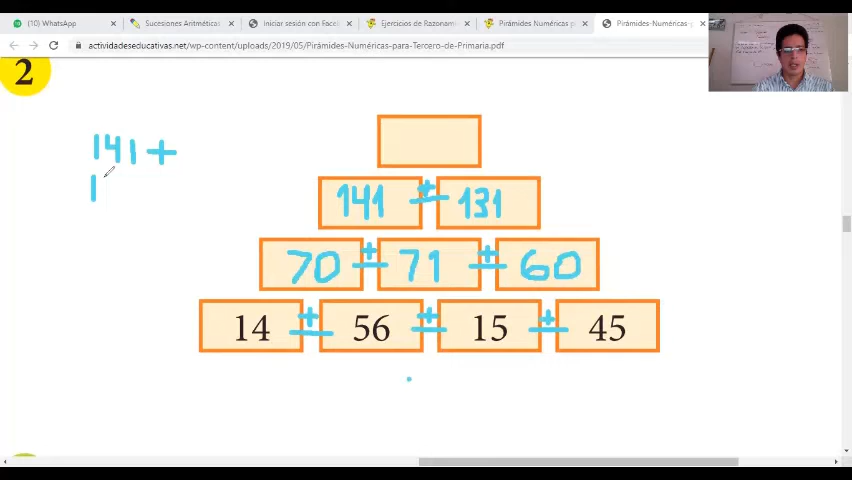 (10) WhatsApp
Sucesiones Aritméticas
Iniciar sesión con Faceb
Ejercicios de Razonam
Pirámides Numéricas p
Pirámides-Numéricas-
actividadeseducativas.net/wp-content/uploads/2019/05/Pirámides-Numéricas-para-Tercero-de-Primaria.pdf
2
141 +
1
141 + 131
70 + 71 + 60
14 + 56 + 15 + 45